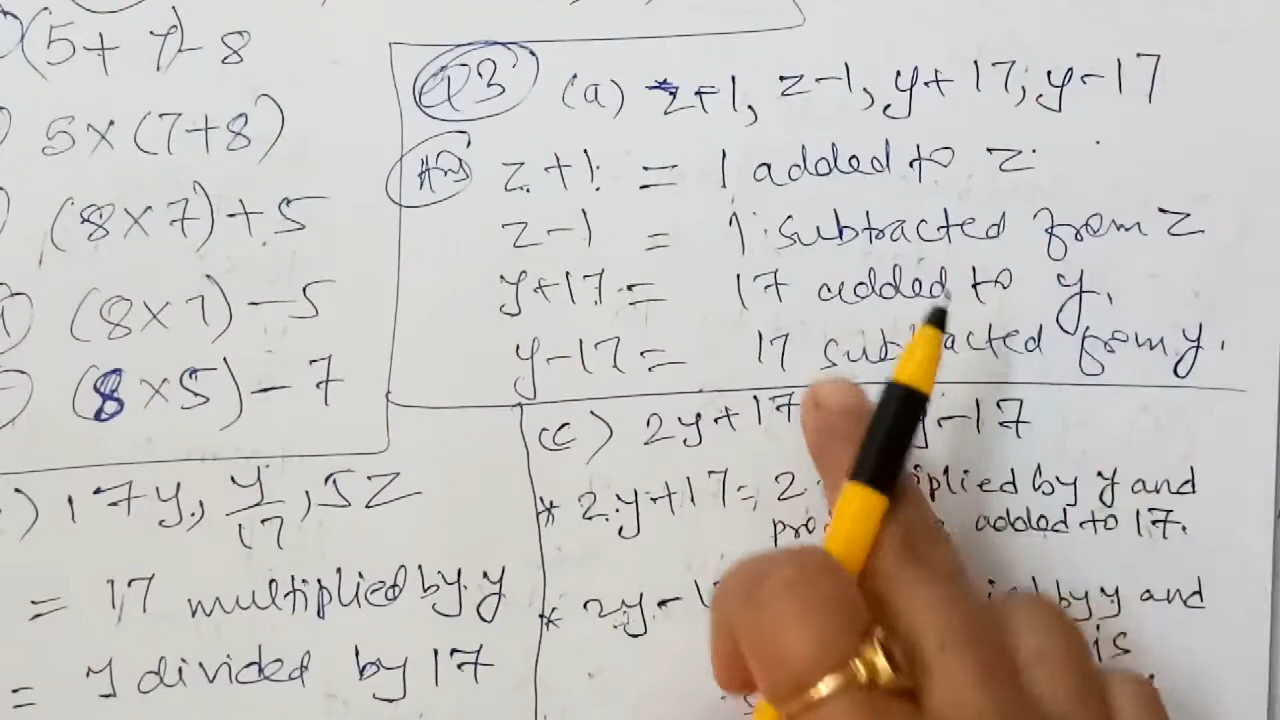 (5+7)-8
5×(7+8)
(8×7)+5
(8×7)-5
(8×5)-7
Q3 (a) z+1, z-1, y+17, y-17
Ans z+1 = 1 added to z
z-1 = 1 subtracted from z
y+17 = 17 added to y.
y-17 = 17 subtracted from y.
) 17y, y/17, 5z
= 17 multiplied by y
= y divided by 17
(c) 2y+17 -17
* 2y+17 = 2 by y and
added to 17.
* 2y-1 by y and
is